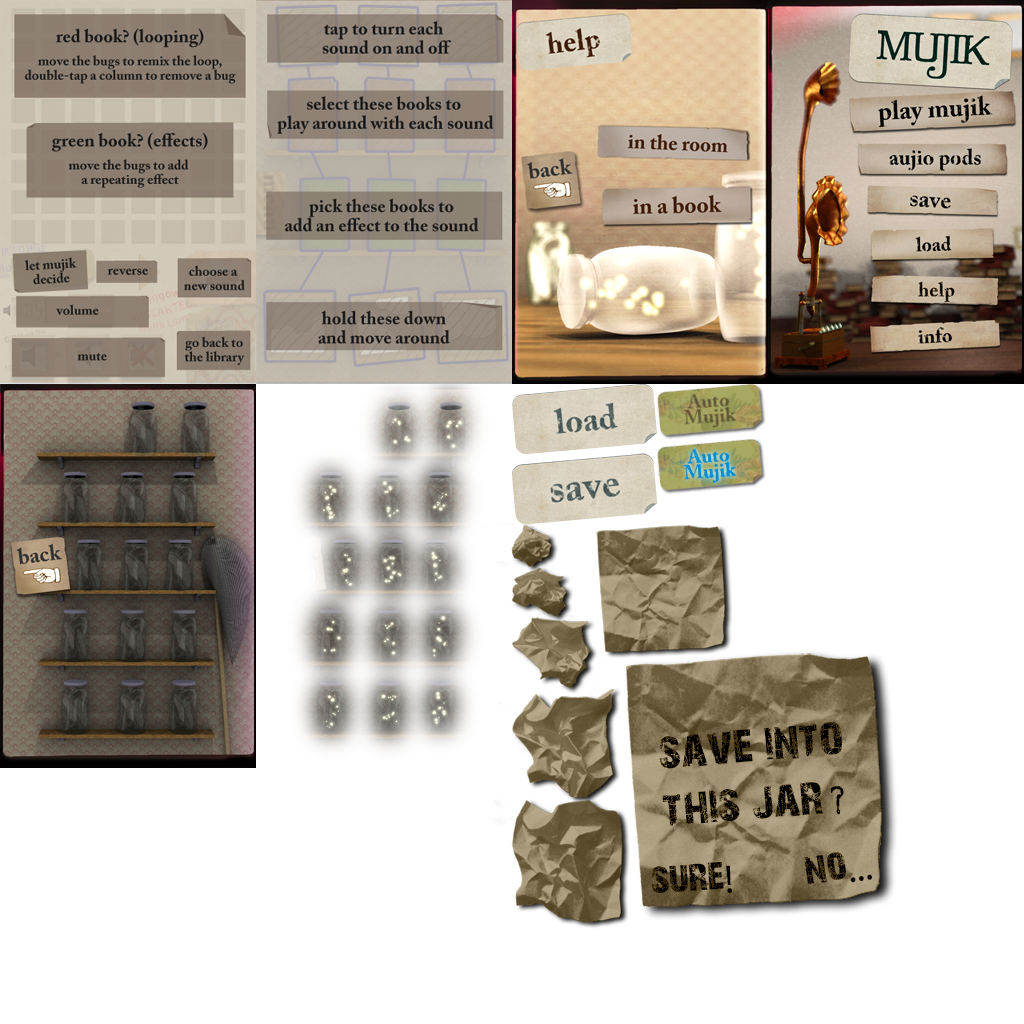 red book? (looping)
move the bugs to remix the loop,
double-tap a column to remove a bug
green book? (effects)
move the bugs to add
a repeating effect
let mujik
decide
reverse
choose a
new sound
volume
mute
go back to
the library
tap to turn each
sound on and off
select these books to
play around with each sound
pick these books to
add an effect to the sound
hold these down
and move around
help
in the room
back
in a book
MUJIK
play mujik
aujio pods
save
load
help
info
back
load
Auto
Mujik
save
Auto
Mujik
SAVE INTO
THIS JAR?
SURE!
NO...